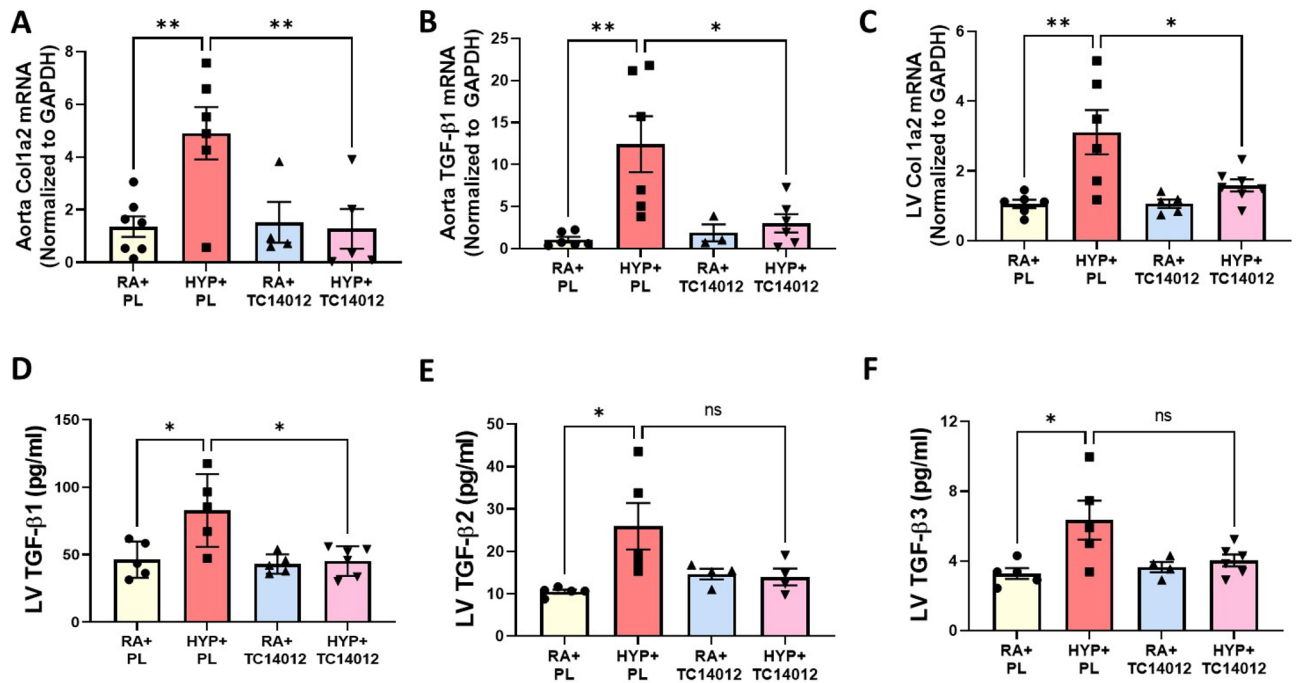 A
Aorta Col1a2 mRNA
(Normalized to GAPDH)
8
6
4
2
0
** **
RA+
PL
HYP+
PL
RA+
TC14012
HYP+
TC14012
B
Aorta TGF-β1 mRNA
(Normalized to GAPDH)
25
20
15
10
5
0
** *
RA+
PL
HYP+
PL
RA+
TC14012
HYP+
TC14012
C
LV Col 1a2 mRNA
(Normalized to GAPDH)
6
4
2
0
** *
RA+
PL
HYP+
PL
RA+
TC14012
HYP+
TC14012
D
LV TGF-β1 (pg/ml)
150
100
50
0
* *
RA+
PL
HYP+
PL
RA+
TC14012
HYP+
TC14012
E
LV TGF-β2 (pg/ml)
50
40
30
20
10
0
* ns
RA+
PL
HYP+
PL
RA+
TC14012
HYP+
TC14012
F
LV TGF-β3 (pg/ml)
12
8
4
0
* ns
RA+
PL
HYP+
PL
RA+
TC14012
HYP+
TC14012